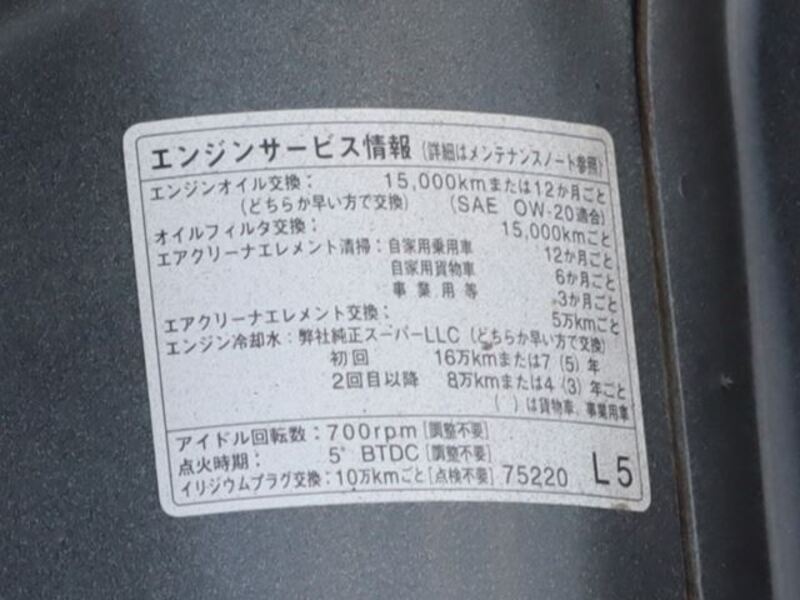 エンジンサービス情報 (詳細はメンテナンスノート参照)
エンジンオイル交換: 15,000kmまたは12か月ごと
(どちらか早い方で交換) (SAE 0W-20適合)
オイルフィルタ交換: 15,000kmごと
エアクリーナエレメント清掃: 自家用乗用車 12か月ごと
自家用貨物車 6か月ごと
事業用等 3か月ごと
エアクリーナエレメント交換: 5万kmごと
エンジン冷却水: 弊社純正スーパーLLC (どちらか早い方で交換)
初回 16万kmまたは7 (5) 年
2回目以降 8万kmまたは4 (3) 年ごと
( ) は貨物車、事業用車
アイドル回転数: 700rpm [調整不要]
点火時期: 5° BTDC [調整不要]
イリジウムプラグ交換: 10万kmごと [点検不要] 75220 L5